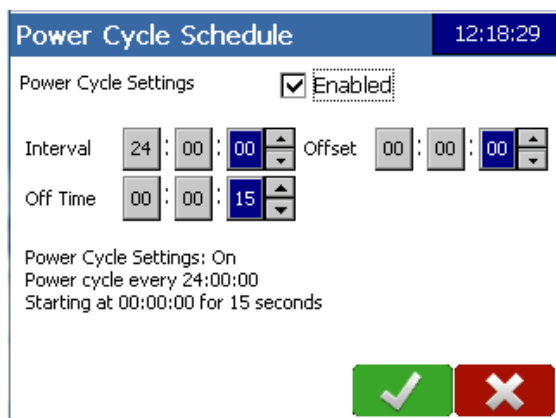 Power Cycle Schedule 12:18:29
Power Cycle Settings Enabled
Interval 24 : 00 : 00 Offset 00 : 00 : 00
Off Time 00 : 00 : 15
Power Cycle Settings: On
Power cycle every 24:00:00
Starting at 00:00:00 for 15 seconds